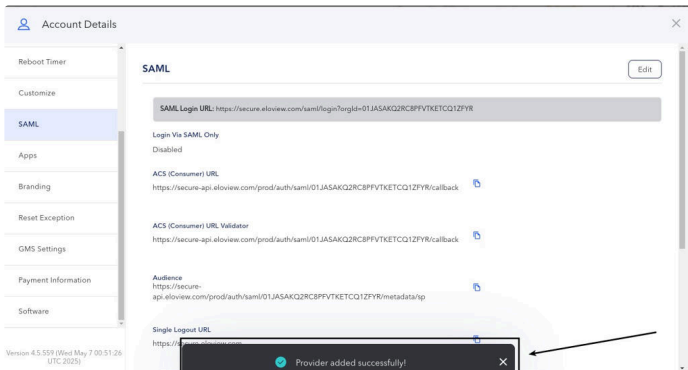 Account Details
Reboot Timer
Customize
SAML
Apps
Branding
Reset Exception
GMS Settings
Payment Information
Software
Version 4.5.559 (Wed May 7 00:51:26
UTC 2025)
SAML
Edit
SAML Login URL: https://secure.eloview.com/saml/login?orgId=01JASAKQ2RC8PFVTKETCQ1ZFYR
Login Via SAML Only
Disabled
ACS (Consumer) URL
https://secure-api.eloview.com/prod/auth/saml/01JASAKQ2RC8PFVTKETCQ1ZFYR/callback
ACS (Consumer) URL Validator
https://secure-api.eloview.com/prod/auth/saml/01JASAKQ2RC8PFVTKETCQ1ZFYR/callback
Audience
https://secure-
api.eloview.com/prod/auth/saml/01JASAKQ2RC8PFVTKETCQ1ZFYR/metadata/sp
Single Logout URL
https://secure.eloview.com
Provider added successfully!